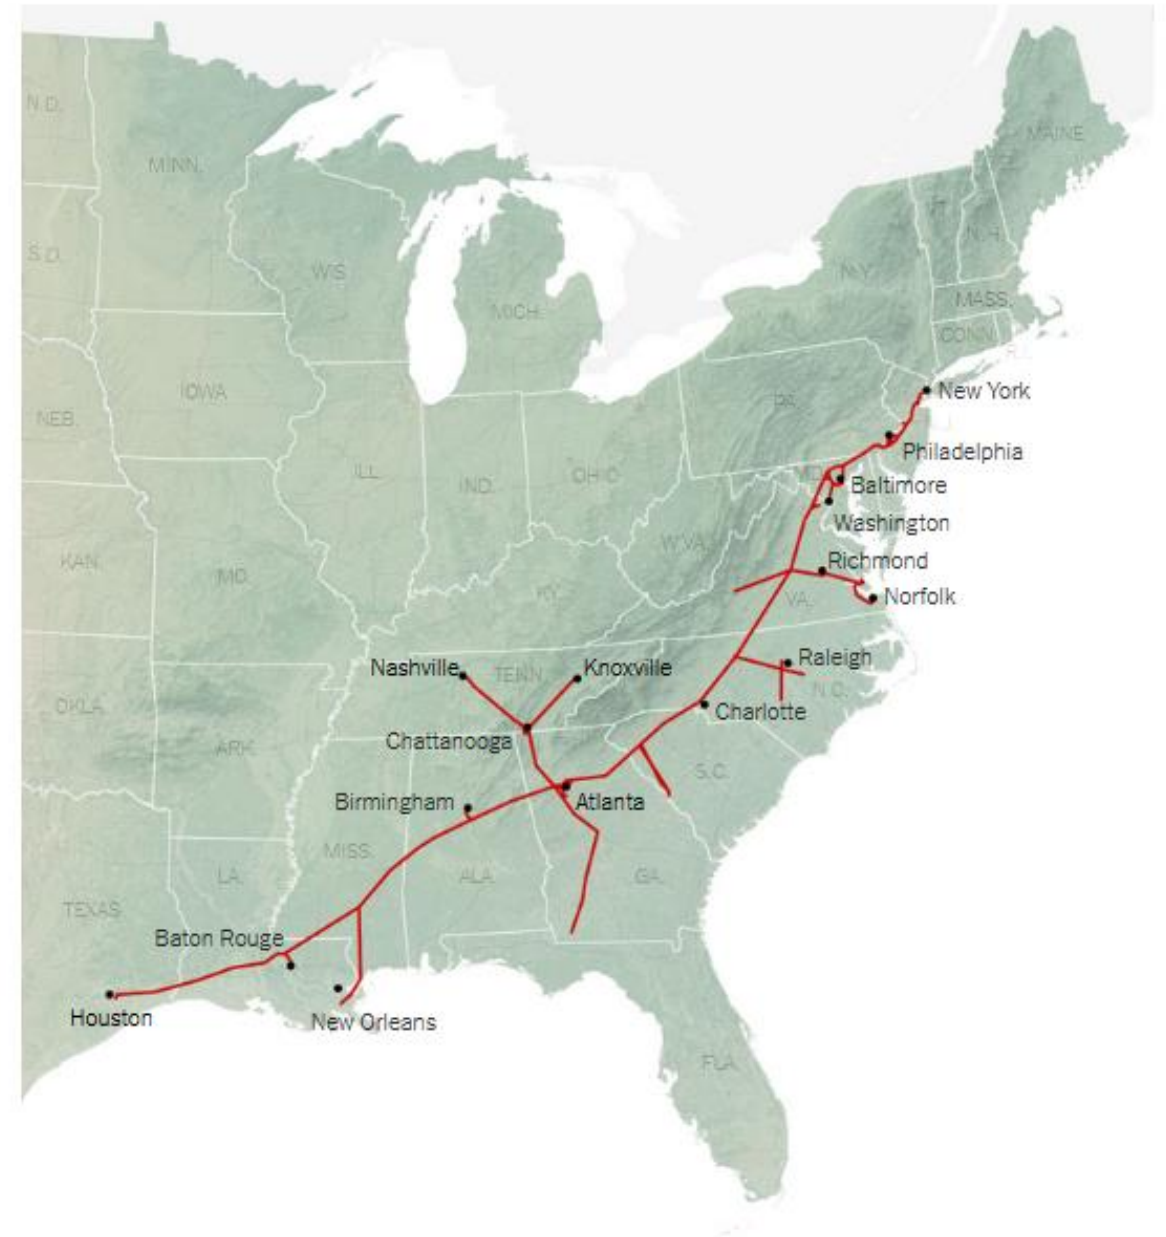 MAINE
N.D.
MINN.
N.H.
S.D.
WIS.
N.Y.
MASS.
MICH.
CONN.
R.I.
IOWA
New York
PA.
NEB.
Philadelphia
ILL.
IND.
OHIO
MD.
Baltimore
Washington
W.VA.
KAN.
Richmond
MO.
KY.
VA.
Norfolk
Nashville
TENN.
Knoxville
Raleigh
N.C.
OKLA.
Charlotte
Chattanooga
ARK.
S.C.
Birmingham
Atlanta
MISS.
LA.
ALA.
GA.
TEXAS
Baton Rouge
Houston
New Orleans
FLA.